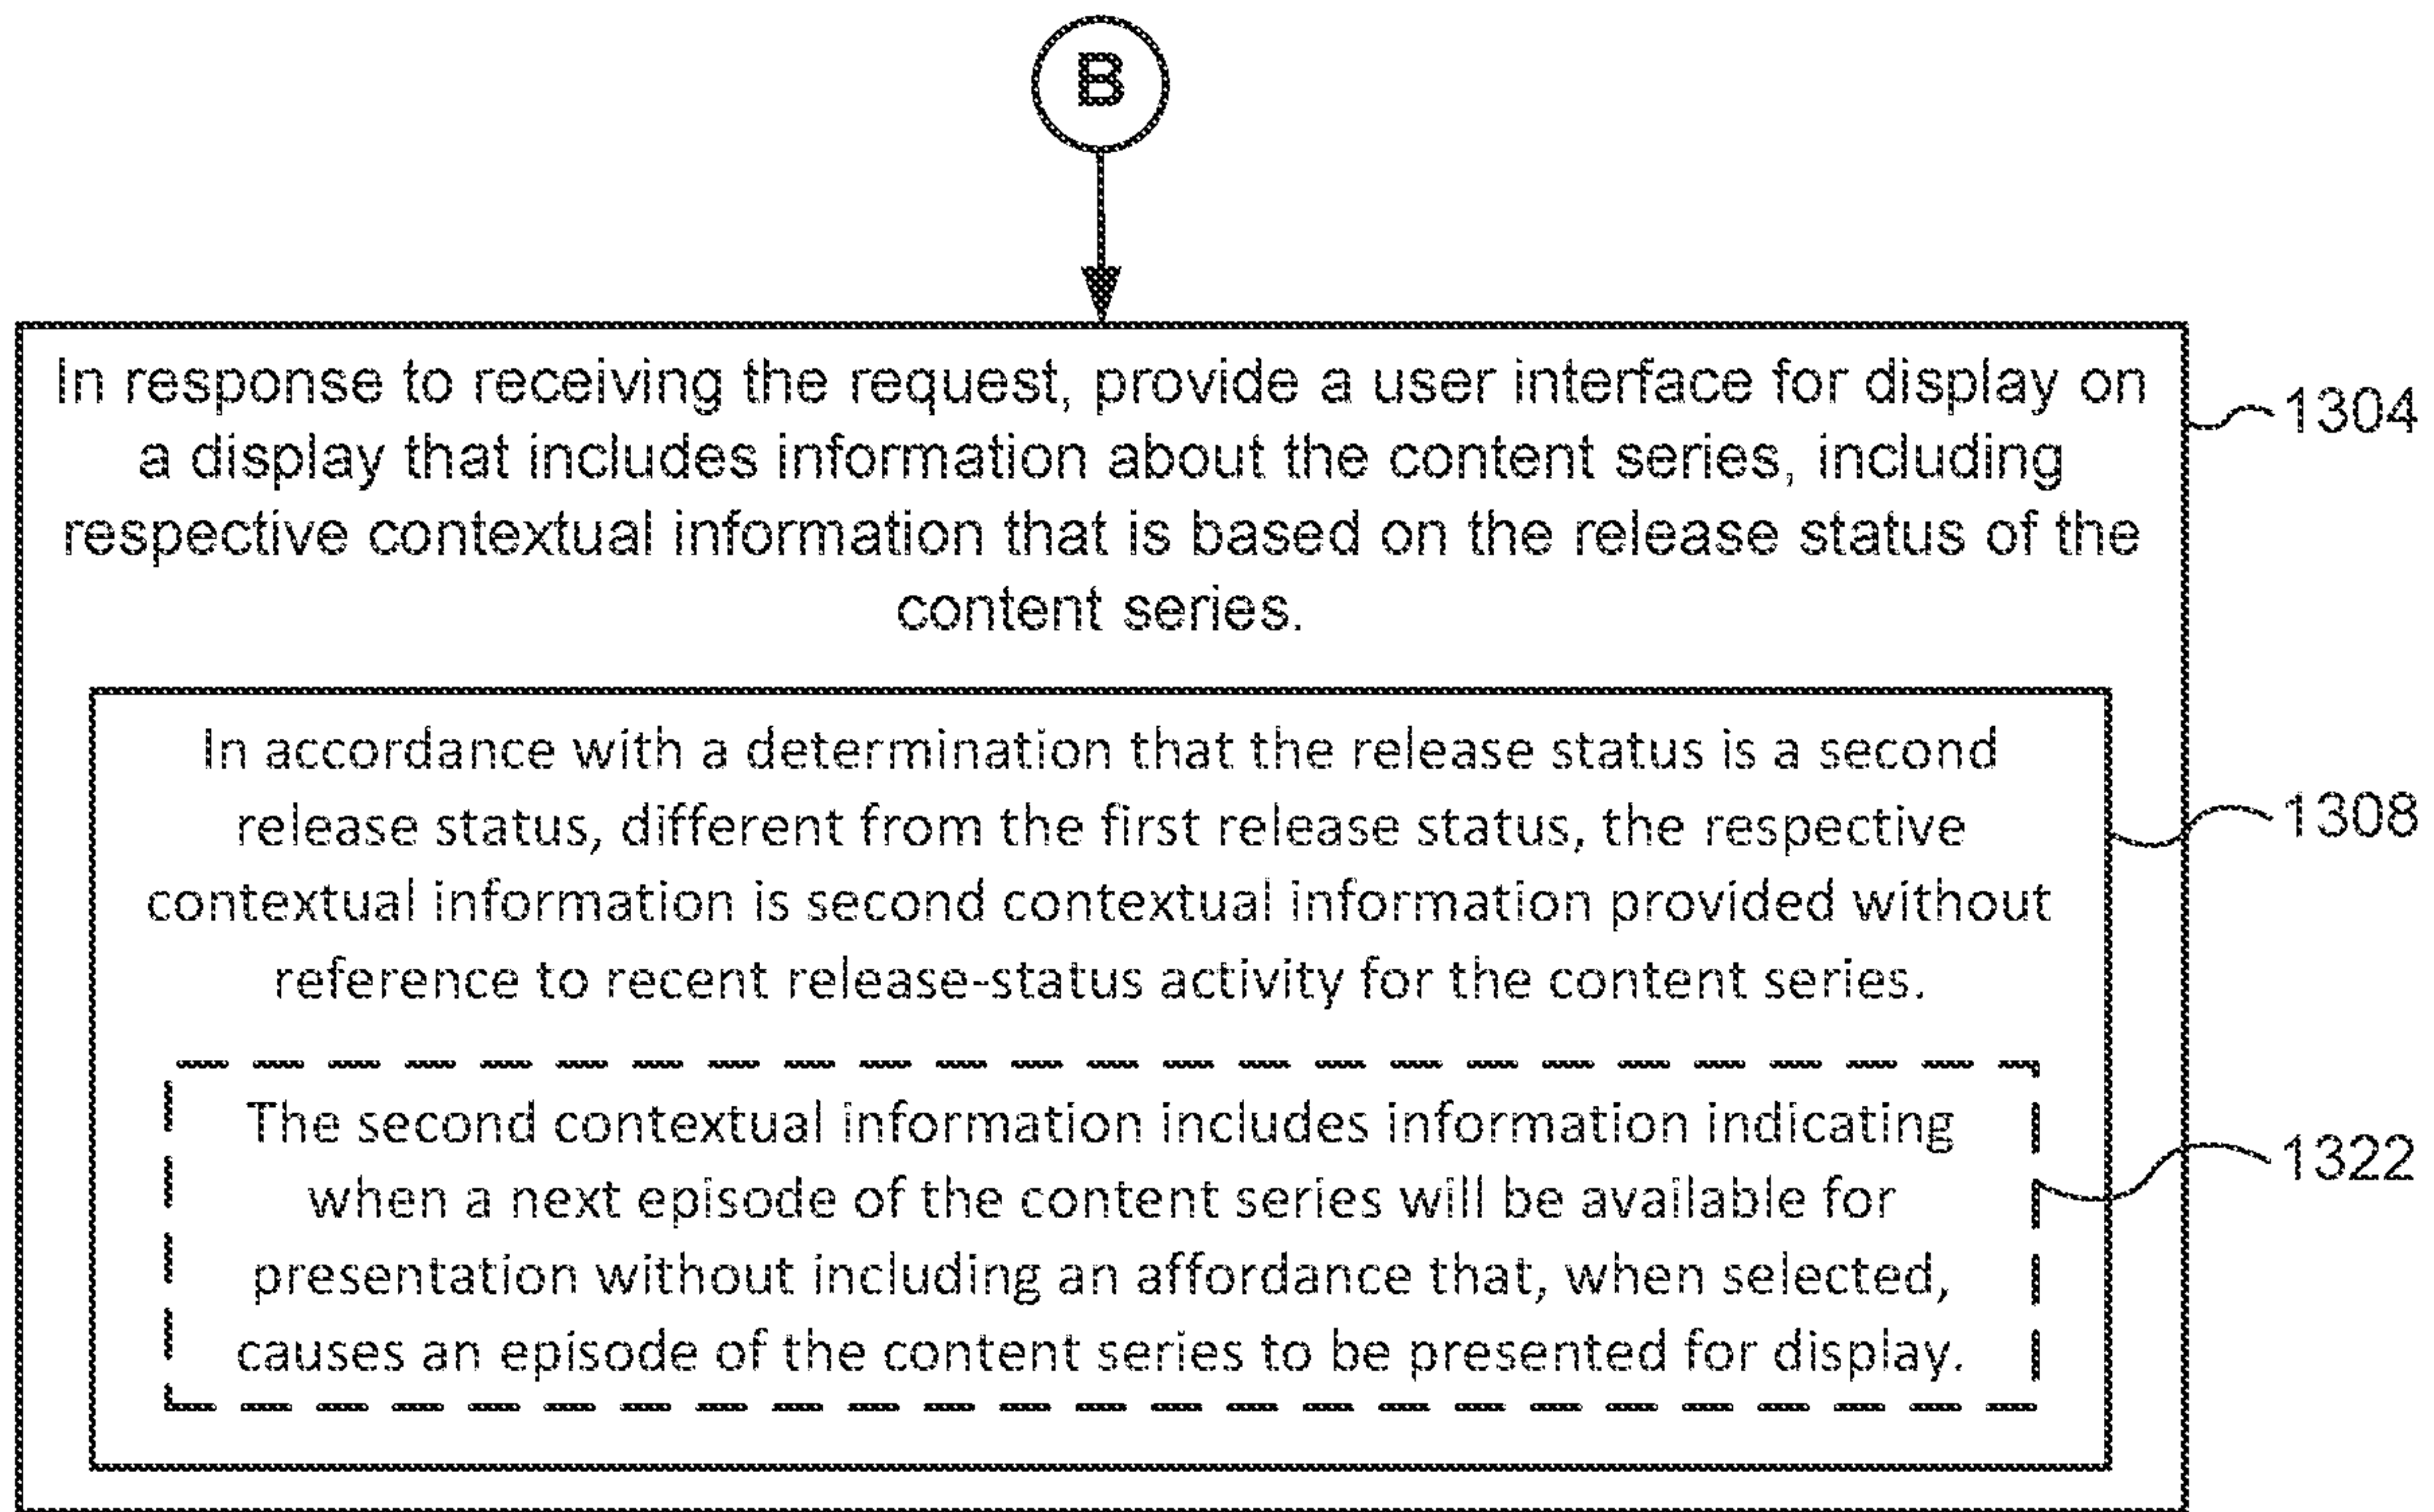 B
In response to receiving the request, provide a user interface for display on
a display that includes information about the content series, including
respective contextual information that is based on the release status of the
content series.
1304
In accordance with a determination that the release status is a second
release status, different from the first release status, the respective
contextual information is second contextual information provided without
reference to recent release-status activity for the content series.
1308
The second contextual information includes information indicating
when a next episode of the content series will be available for
presentation without including an affordance that, when selected,
causes an episode of the content series to be presented for display.
1322